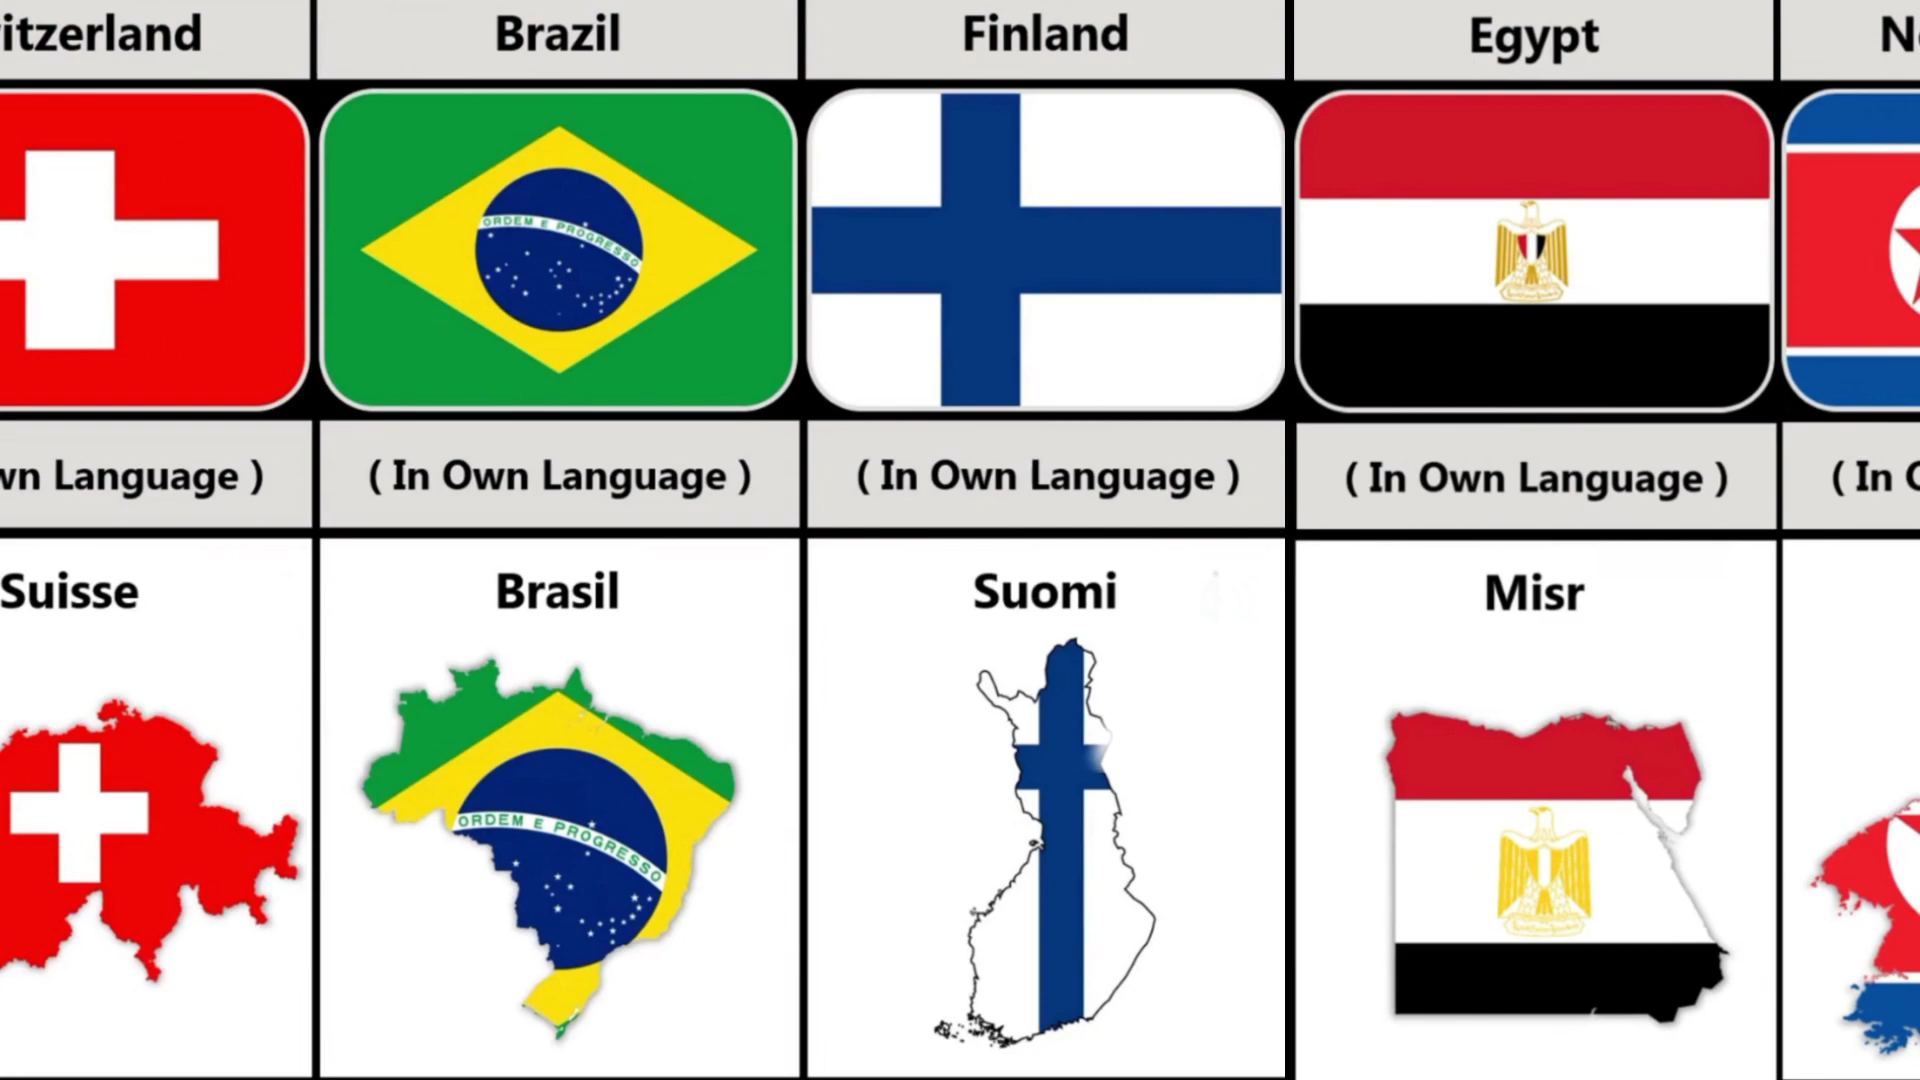 itzerland
Brazil
Finland
Egypt
N
ORDEM E PROGRESSO
wn Language )
( In Own Language )
( In Own Language )
( In Own Language )
( In
Suisse
Brasil
Suomi
Misr
ORDEM E PROGRESSO